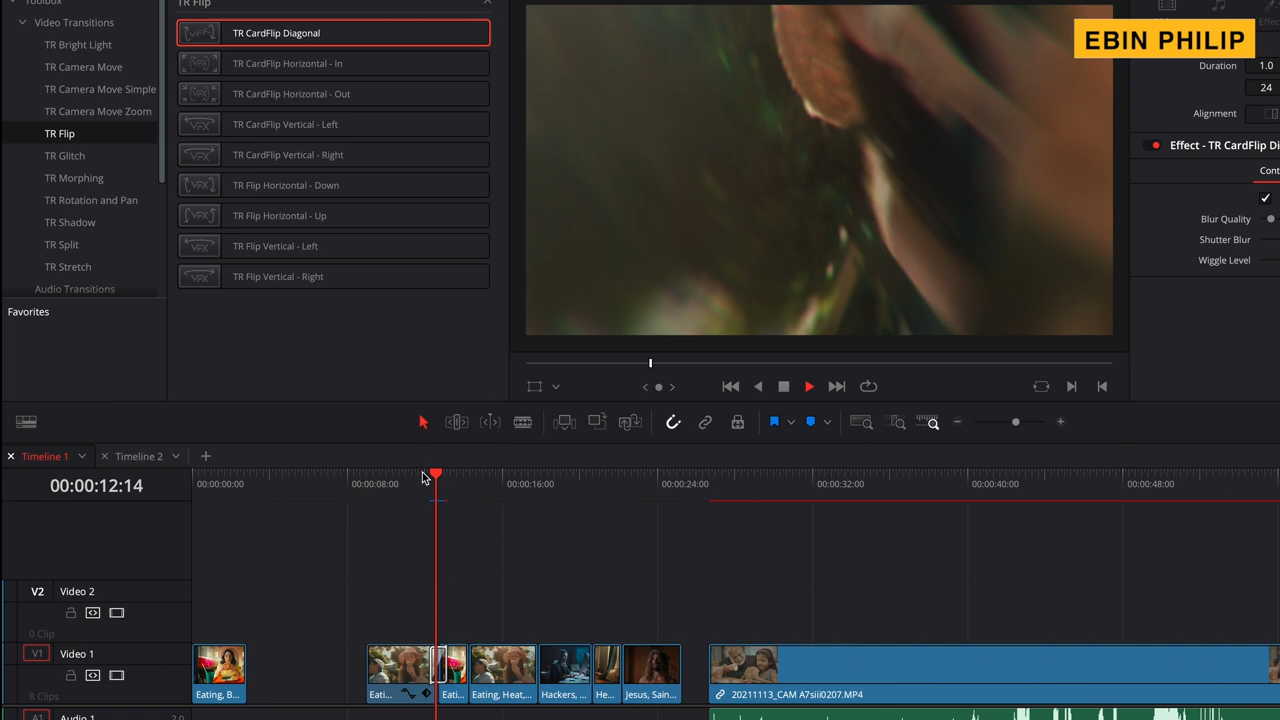 Toolbox
Video Transitions
TR Bright Light
TR Camera Move
TR Camera Move Simple
TR Camera Move Zoom
TR Flip
TR Glitch
TR Morphing
TR Rotation and Pan
TR Shadow
TR Split
TR Stretch
Audio Transitions
Favorites
TR Flip
TR CardFlip Diagonal
TR CardFlip Horizontal - In
TR CardFlip Horizontal - Out
TR CardFlip Vertical - Left
TR CardFlip Vertical - Right
TR Flip Horizontal - Down
TR Flip Horizontal - Up
TR Flip Vertical - Left
TR Flip Vertical - Right
EBIN PHILIP
Duration 1.0
24
Alignment
Effect - TR CardFlip Di
Cont
Blur Quality
Shutter Blur
Wiggle Level
Timeline 1
Timeline 2
00:00:12:14
00:00:00:00
00:00:08:00
00:00:16:00
00:00:24:00
00:00:32:00
00:00:40:00
00:00:48:00
V2 Video 2
0 Clip
V1 Video 1
8 Clips
Eating, B...
Eati...
Eati...
Eating, Heat,...
Hackers, ...
He...
Jesus, Sain...
20211113_CAM A7siii0207.MP4
A1 Audio 1 2.0